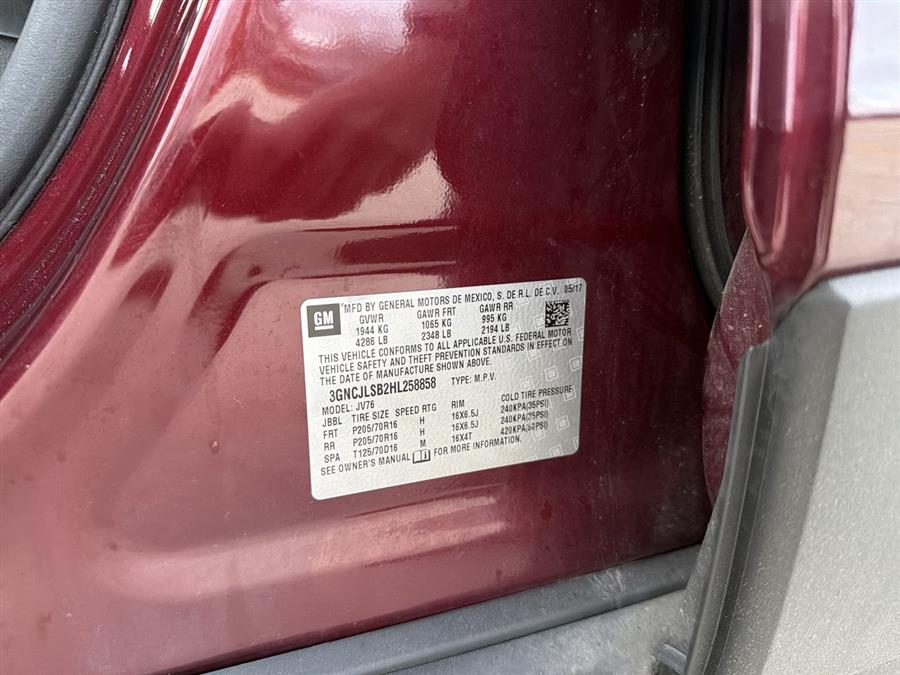 GM
MFD BY GENERAL MOTORS DE MEXICO, S. DE R.L. DE C.V. 05/17
GVWR GAWR FRT GAWR RR
1944 KG 1065 KG 995 KG
4286 LB 2348 LB 2194 LB
THIS VEHICLE CONFORMS TO ALL APPLICABLE U.S. FEDERAL MOTOR
VEHICLE SAFETY AND THEFT PREVENTION STANDARDS IN EFFECT ON
THE DATE OF MANUFACTURE SHOWN ABOVE.
3GNCJLSB2HL258858 TYPE: M.P.V.
MODEL: JV76
JBBL TIRE SIZE SPEED RTG RIM COLD TIRE PRESSURE
FRT P205/70R16 H 16X6.5J 240KPA(35PSI)
RR P205/70R16 H 16X6.5J 240KPA(35PSI)
SPA T125/70D16 M 16X4T 420KPA(60PSI)
SEE OWNER'S MANUAL FOR MORE INFORMATION.